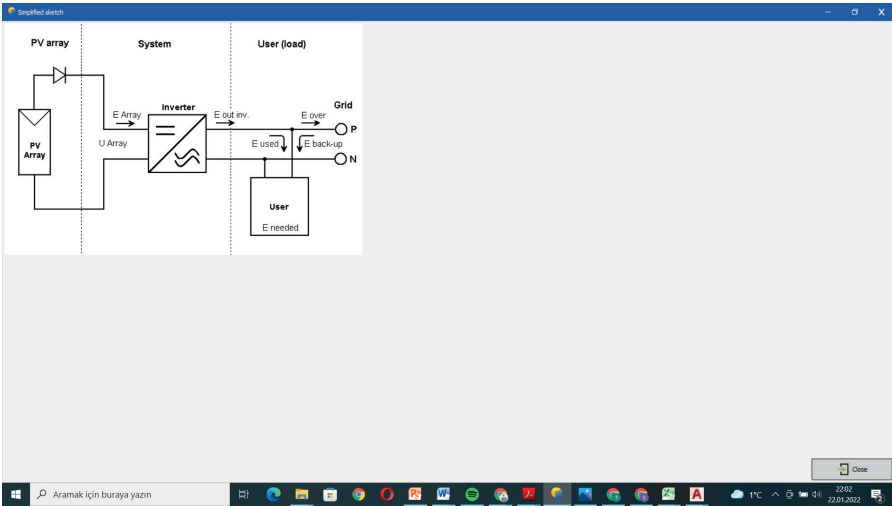 Simplified sketch
PV array
System
User (load)
Grid
Inverter
E Array
E out inv.
E over
P
PV
Array
U Array
E used
E back-up
N
User
E needed
Close
Aramak için buraya yazın
1°C
22:02
22.01.2022
2